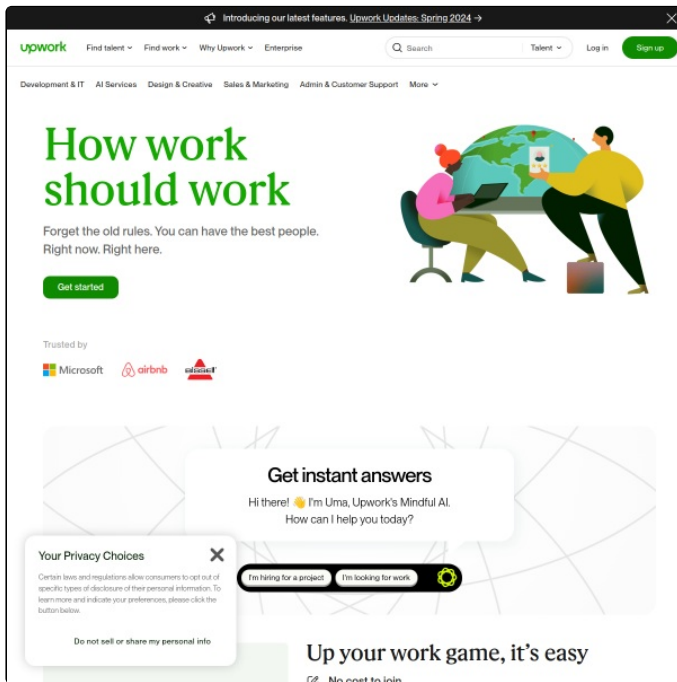 Introducing our latest features. Upwork Updates: Spring 2024 →
upwork Find talent Find work Why Upwork Enterprise Search Talent Log in Sign up
Development & IT AI Services Design & Creative Sales & Marketing Admin & Customer Support More
How work
should work
Forget the old rules. You can have the best people.
Right now. Right here.
Get started
Trusted by
Microsoft airbnb BISSELL
Get instant answers
Hi there! 👋 I'm Uma, Upwork's Mindful AI.
How can I help you today?
I'm hiring for a project I'm looking for work
Your Privacy Choices
Certain laws and regulations allow consumers to opt out of
specific types of disclosure of their personal information. To
learn more and indicate your preferences, please click the
button below.
Do not sell or share my personal info
Up your work game, it's easy
No cost to join